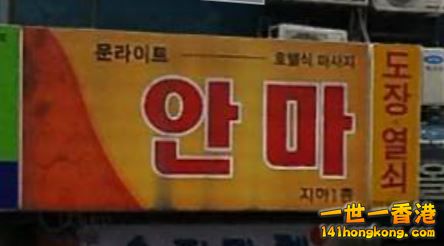 문라이트 호텔식 마사지
안마
지하1층
도장·열쇠
一世一香港
141hongkong.com